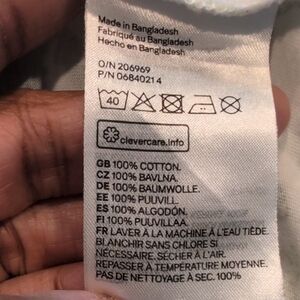 Made in Bangladesh
Fabriqué au Bangladesh
Hecho en Bangladesh
O/N 206969
P/N 06840214
40
clevercare.info
GB 100% COTTON.
CZ 100% BAVLNA.
DE 100% BAUMWOLLE.
EE 100% PUUVILL.
ES 100% ALGODÓN.
FI 100% PUUVILLAA.
FR LAVER À LA MACHINE À L'EAU TIÈDE.
BLANCHIR SANS CHLORE SI
NÉCESSAIRE. SÉCHER À L'AIR.
REPASSER À TEMPERATURE MOYENNE.
PAS DE NETTOYAGE À SEC. 100%